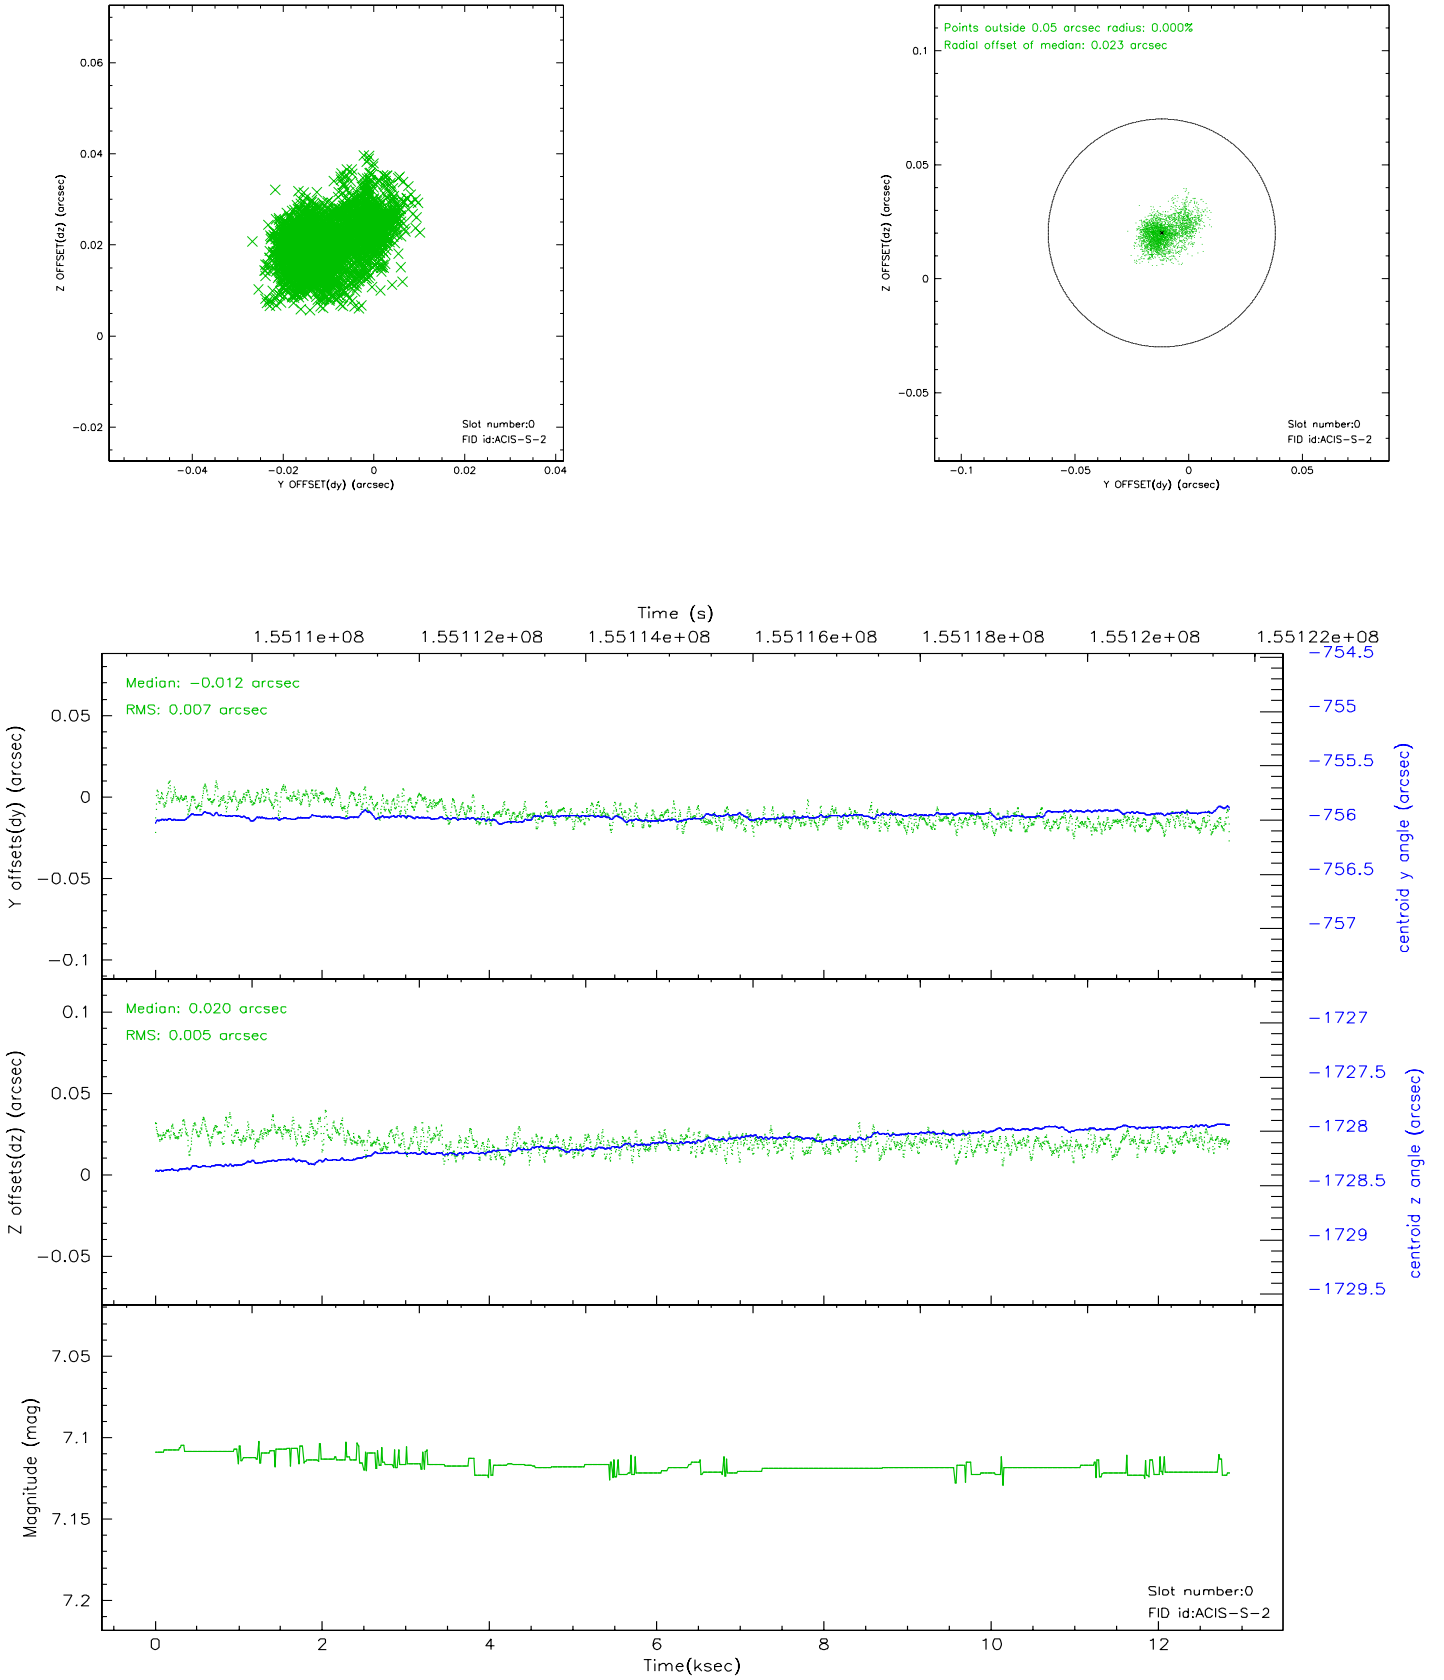 0.06
0.04
0.02
0
−0.02
Z OFFSET(dz) (arcsec)
Slot number:0
FID id:ACIS−S−2
−0.04
−0.02
0
0.02
0.04
Y OFFSET(dy) (arcsec)
Points outside 0.05 arcsec radius: 0.000%
Radial offset of median: 0.023 arcsec
0.1
0.05
0
−0.05
Z OFFSET(dz) (arcsec)
Slot number:0
FID id:ACIS−S−2
−0.1
−0.05
0
0.05
Y OFFSET(dy) (arcsec)
Time (s)
1.5511e+08
1.55112e+08
1.55114e+08
1.55116e+08
1.55118e+08
1.5512e+08
1.55122e+08
Median: −0.012 arcsec
RMS: 0.007 arcsec
0.05
0
−0.05
−0.1
Y offsets(dy) (arcsec)
−754.5
−755
−755.5
−756
−756.5
−757
centroid y angle (arcsec)
Median: 0.020 arcsec
RMS: 0.005 arcsec
0.1
0.05
0
−0.05
Z offsets(dz) (arcsec)
−1727
−1727.5
−1728
−1728.5
−1729
−1729.5
centroid z angle (arcsec)
7.05
7.1
7.15
7.2
Magnitude (mag)
Slot number:0
FID id:ACIS−S−2
0
2
4
6
8
10
12
Time(ksec)